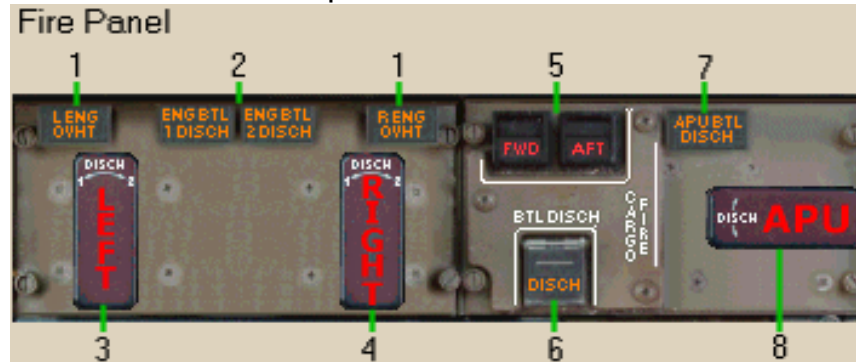 Fire Panel
1 2 1 5 7
L ENG OVHT
ENG BTL 1 DISCH
ENG BTL 2 DISCH
R ENG OVHT
FWD
AFT
APU BTL DISCH
DISCH
1 2
LEFT
DISCH
1 2
RIGHT
BTL DISCH
DISCH
CARGO
FIRE
DISCH
APU
3 4 6 8